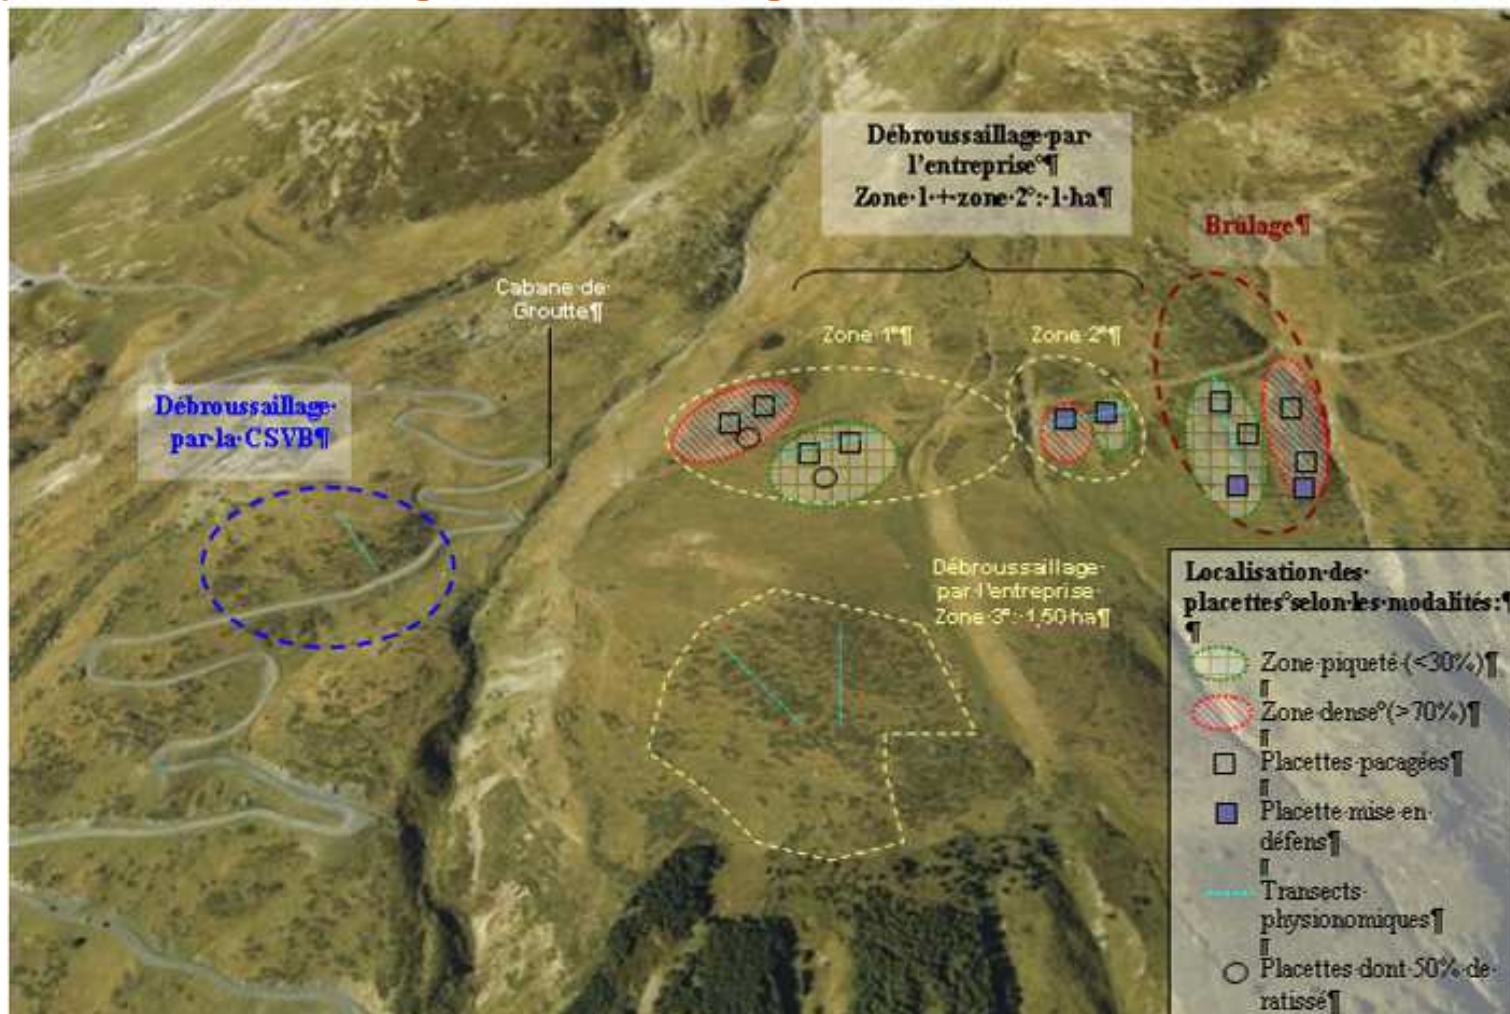 Débroussaillage·par·
l'entreprise°¶
Zone·1·+·zone·2°:·1·ha¶
Brûlage¶
Cabane·de·
Groutte¶
Zone·1°¶
Zone·2°¶
Débroussaillage·
par·la·CSVB¶
Débroussaillage·
par·l'entreprise·
Zone·3°:·1,50·ha¶
Localisation·des·
placettes°selon·les·modalités:¶
¶
Zone·piqueté·(<30%)¶
¶
Zone·dense°(>70%)¶
¶
Placettes·pacagées¶
¶
Placette·mise·en·
défens¶
¶
Transects·
physionomiques¶
¶
Placettes·dont·50%·de·
ratissé¶